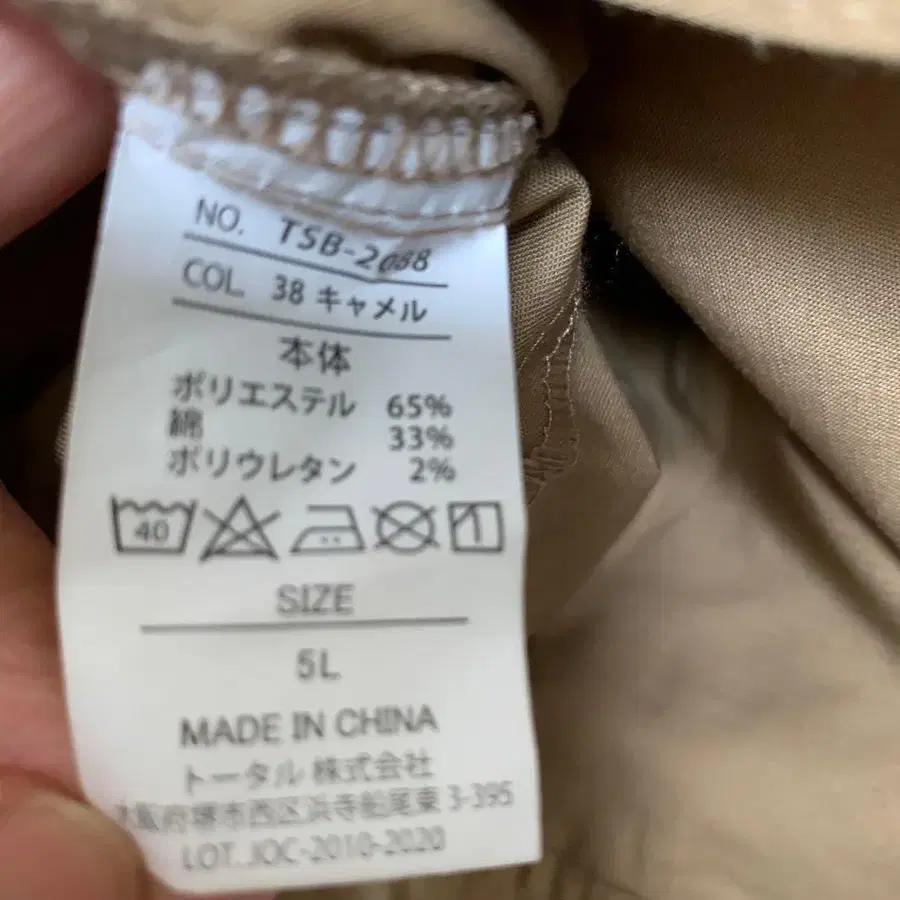 NO. TSB-2088
COL 38 キャメル
本体
ポリエステル 65%
綿 33%
ポリウレタン 2%
40
SIZE
5L
MADE IN CHINA
トータル 株式会社
大阪府堺市西区浜寺船尾東 3-395
LOT. JOC-2010-2020